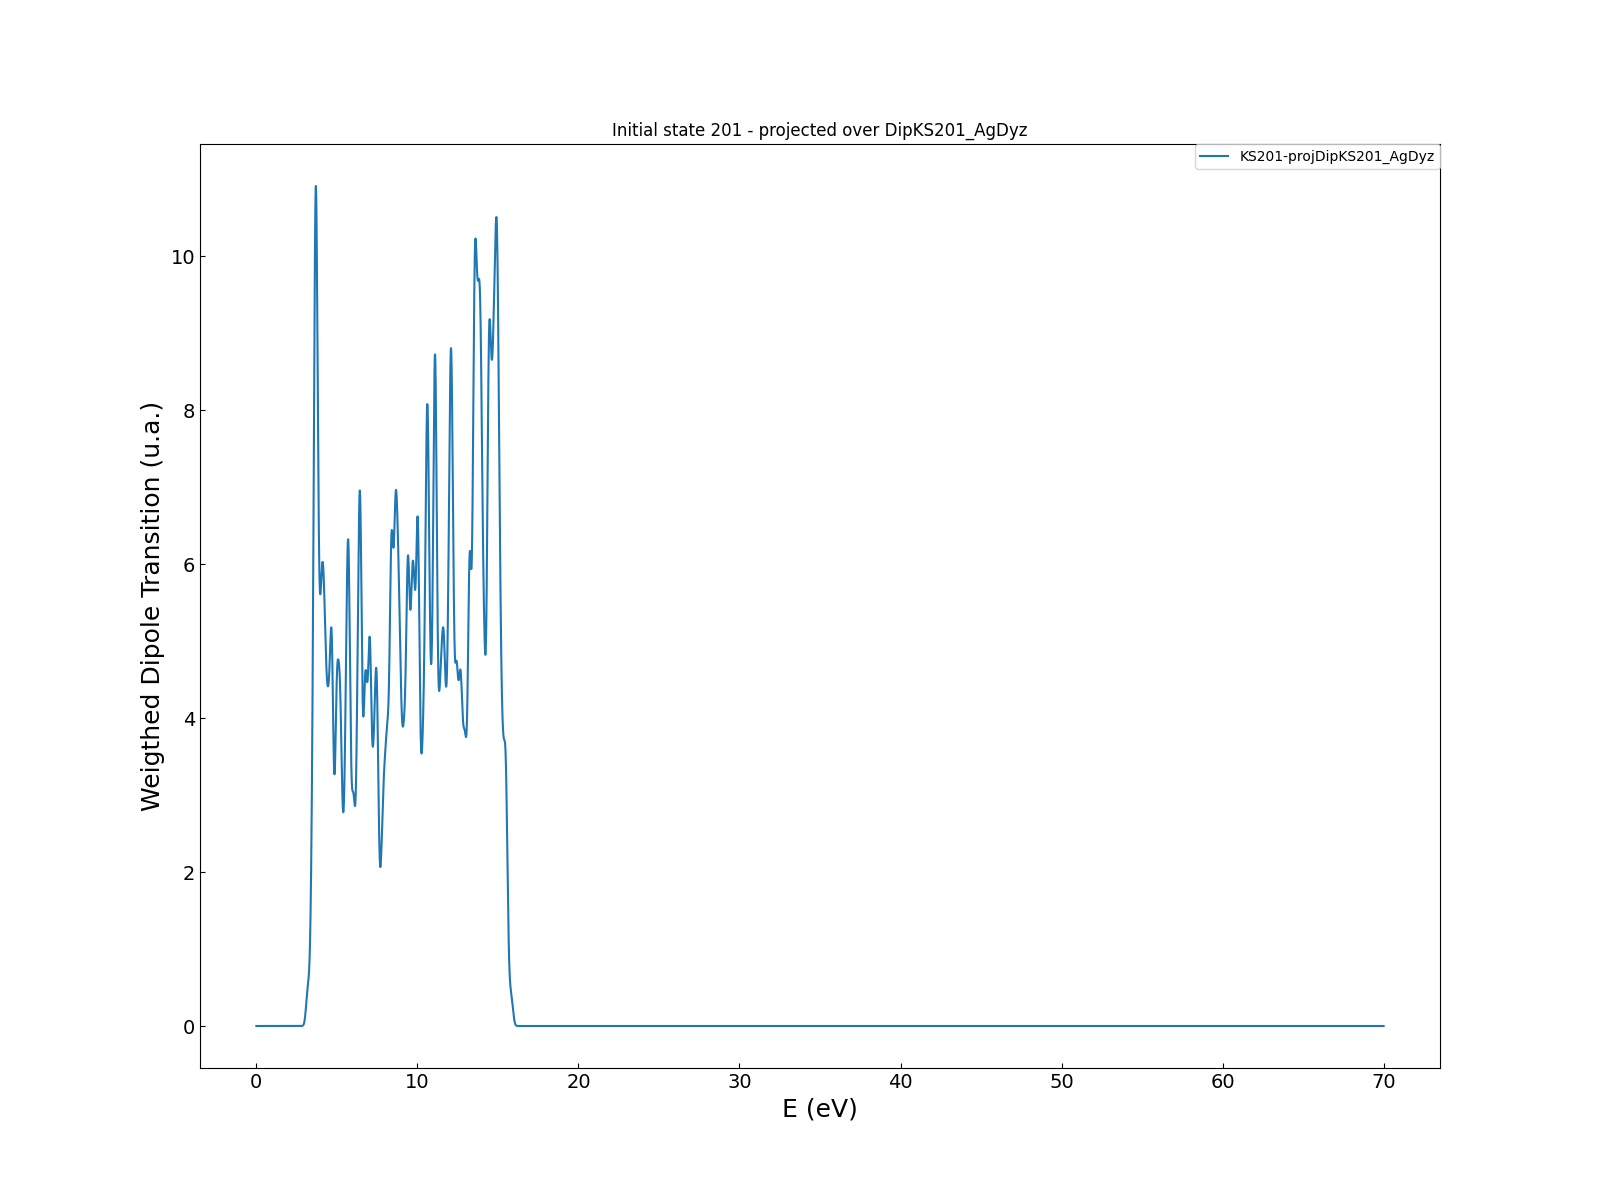 Initial state 201 - projected over DipKS201_AgDyz
KS201-projDipKS201_AgDyz
Weigthed Dipole Transition (u.a.)
10
8
6
4
2
0
0 10 20 30 40 50 60 70
E (eV)